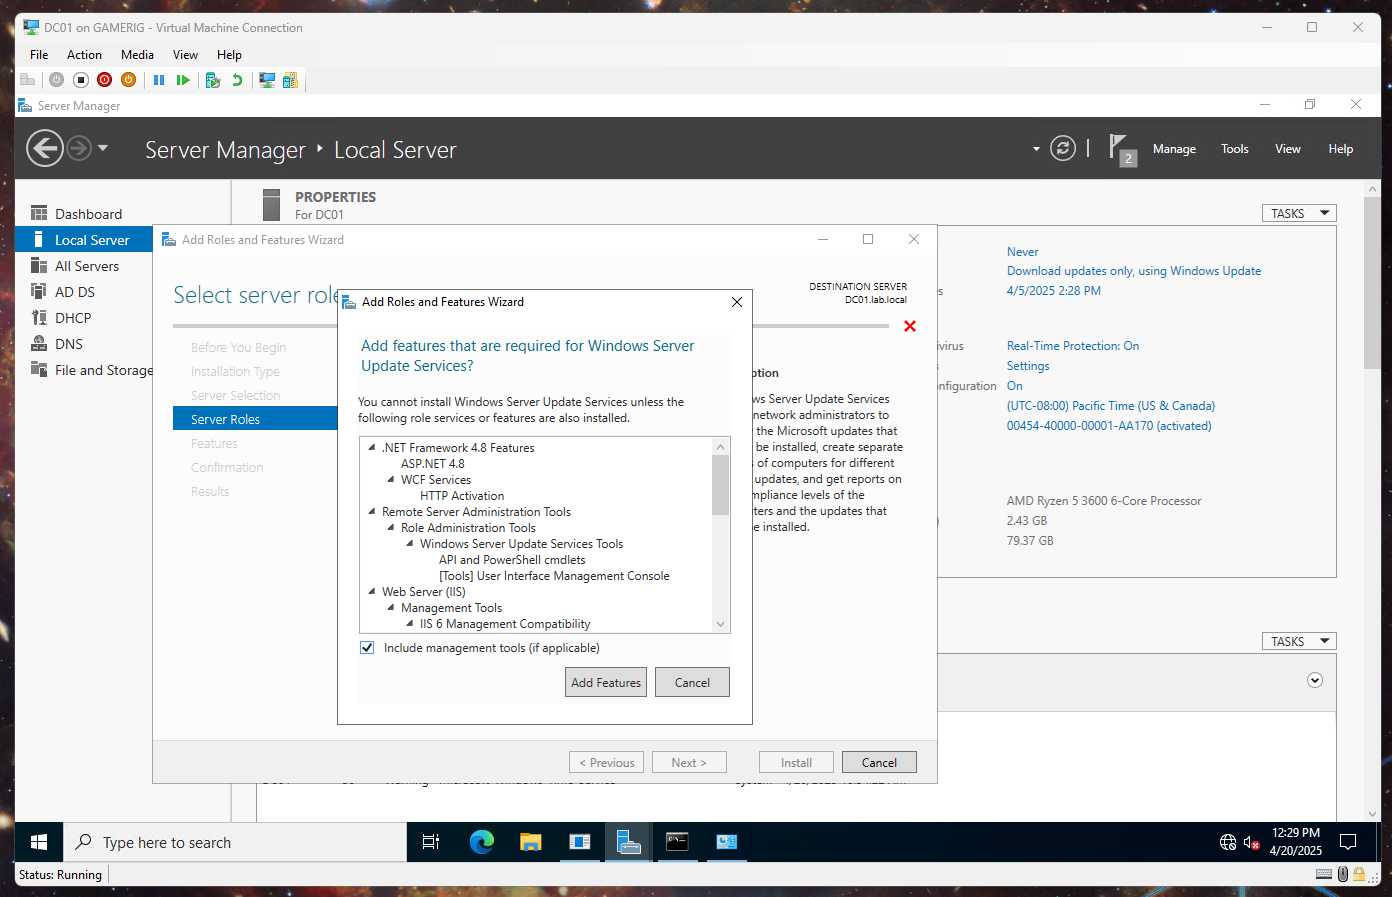 DC01 on GAMERIG - Virtual Machine Connection
File Action Media View Help
Server Manager
Server Manager ‣ Local Server
2
Manage Tools View Help
Dashboard
Local Server
All Servers
AD DS
DHCP
DNS
File and Storage
PROPERTIES
For DC01
TASKS
Never
Download updates only, using Windows Update
4/5/2025 2:28 PM
Real-Time Protection: On
Settings
On
(UTC-08:00) Pacific Time (US & Canada)
00454-40000-00001-AA170 (activated)
AMD Ryzen 5 3600 6-Core Processor
2.43 GB
79.37 GB
TASKS
Add Roles and Features Wizard
Select server role
DESTINATION SERVER
DC01.lab.local
Before You Begin
Installation Type
Server Selection
Server Roles
Features
Confirmation
Results
ption
ws Server Update Services
network administrators to
the Microsoft updates that
be installed, create separate
s of computers for different
updates, and get reports on
mpliance levels of the
ters and the updates that
e installed.
< Previous Next > Install Cancel
Add Roles and Features Wizard
Add features that are required for Windows Server
Update Services?
You cannot install Windows Server Update Services unless the
following role services or features are also installed.
.NET Framework 4.8 Features
ASP.NET 4.8
WCF Services
HTTP Activation
Remote Server Administration Tools
Role Administration Tools
Windows Server Update Services Tools
API and PowerShell cmdlets
[Tools] User Interface Management Console
Web Server (IIS)
Management Tools
IIS 6 Management Compatibility
Include management tools (if applicable)
Add Features Cancel
Type here to search
12:29 PM
4/20/2025
Status: Running